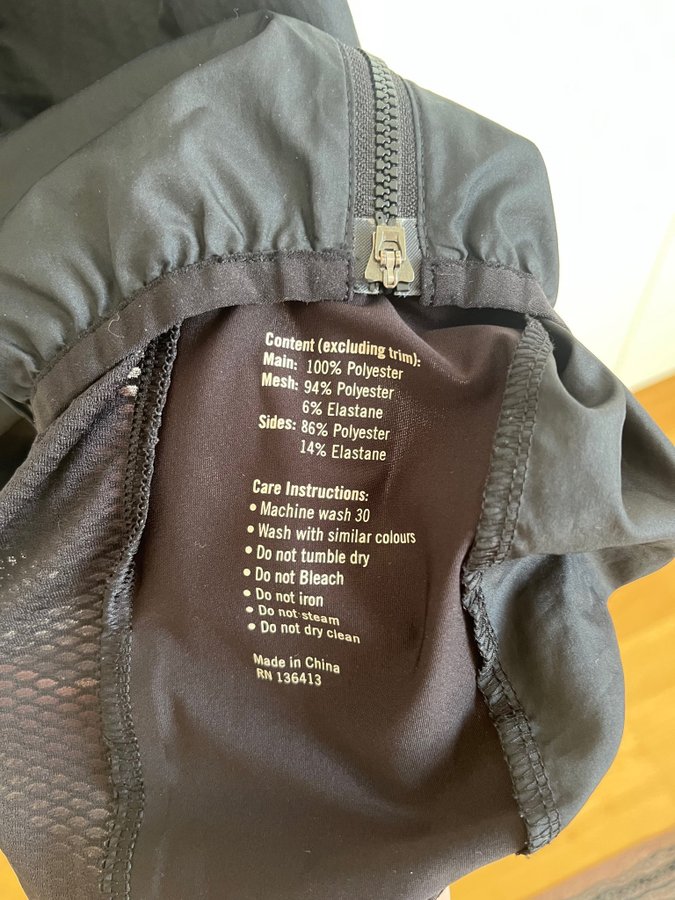 Content (excluding trim):
Main: 100% Polyester
Mesh: 94% Polyester
6% Elastane
Sides: 86% Polyester
14% Elastane
Care Instructions:
• Machine wash 30
• Wash with similar colours
• Do not tumble dry
• Do not Bleach
• Do not iron
• Do not steam
• Do not dry clean
Made in China
RN 136413